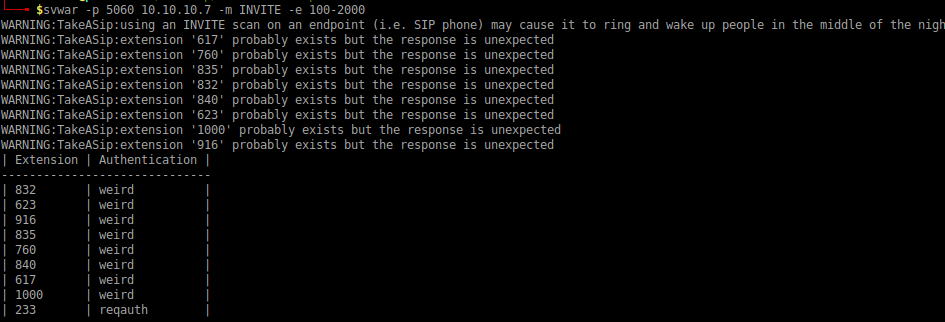 $svwar -p 5060 10.10.10.7 -m INVITE -e 100-2000
WARNING:TakeASip:using an INVITE scan on an endpoint (i.e. SIP phone) may cause it to ring and wake up people in the middle of the nigh
WARNING:TakeASip:extension '617' probably exists but the response is unexpected
WARNING:TakeASip:extension '760' probably exists but the response is unexpected
WARNING:TakeASip:extension '835' probably exists but the response is unexpected
WARNING:TakeASip:extension '832' probably exists but the response is unexpected
WARNING:TakeASip:extension '840' probably exists but the response is unexpected
WARNING:TakeASip:extension '623' probably exists but the response is unexpected
WARNING:TakeASip:extension '1000' probably exists but the response is unexpected
WARNING:TakeASip:extension '916' probably exists but the response is unexpected
| Extension | Authentication |
------------------------------
| 832 | weird |
| 623 | weird |
| 916 | weird |
| 835 | weird |
| 760 | weird |
| 840 | weird |
| 617 | weird |
| 1000 | weird |
| 233 | reqauth |